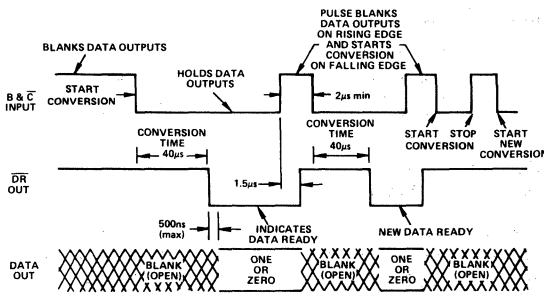 PULSE BLANKS
DATA OUTPUTS
ON RISING EDGE
AND STARTS
CONVERSION
ON FALLING EDGE
BLANKS DATA OUTPUTS
HOLDS DATA
OUTPUTS
B & C̅
INPUT
START
CONVERSION
2μs min
CONVERSION
TIME
40μs
CONVERSION
TIME
40μs
START
CONVERSION
STOP
START
NEW
CONVERSION
D̅R̅
OUT
1.5μs
500ns
(max)
INDICATES
DATA READY
NEW DATA READY
DATA
OUT
BLANK
(OPEN)
ONE
OR
ZERO
BLANK
(OPEN)
ONE
OR
ZERO
BLANK
(OPEN)